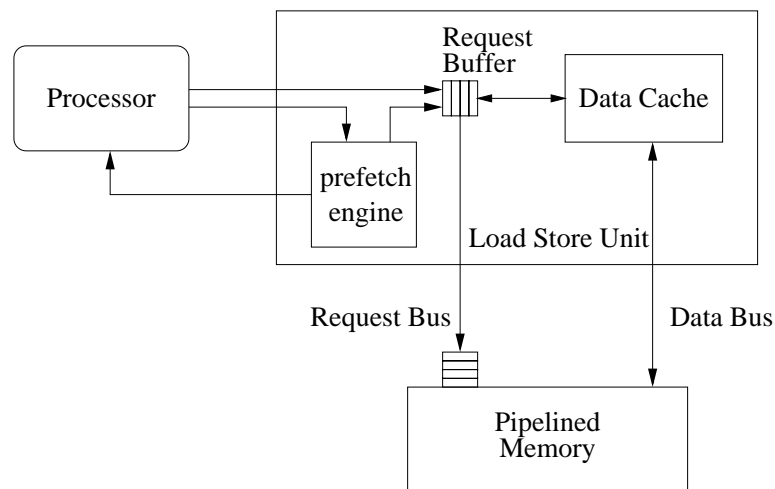 Request
Buffer
Processor
Data Cache
prefetch
engine
Load Store Unit
Request Bus
Data Bus
Pipelined
Memory